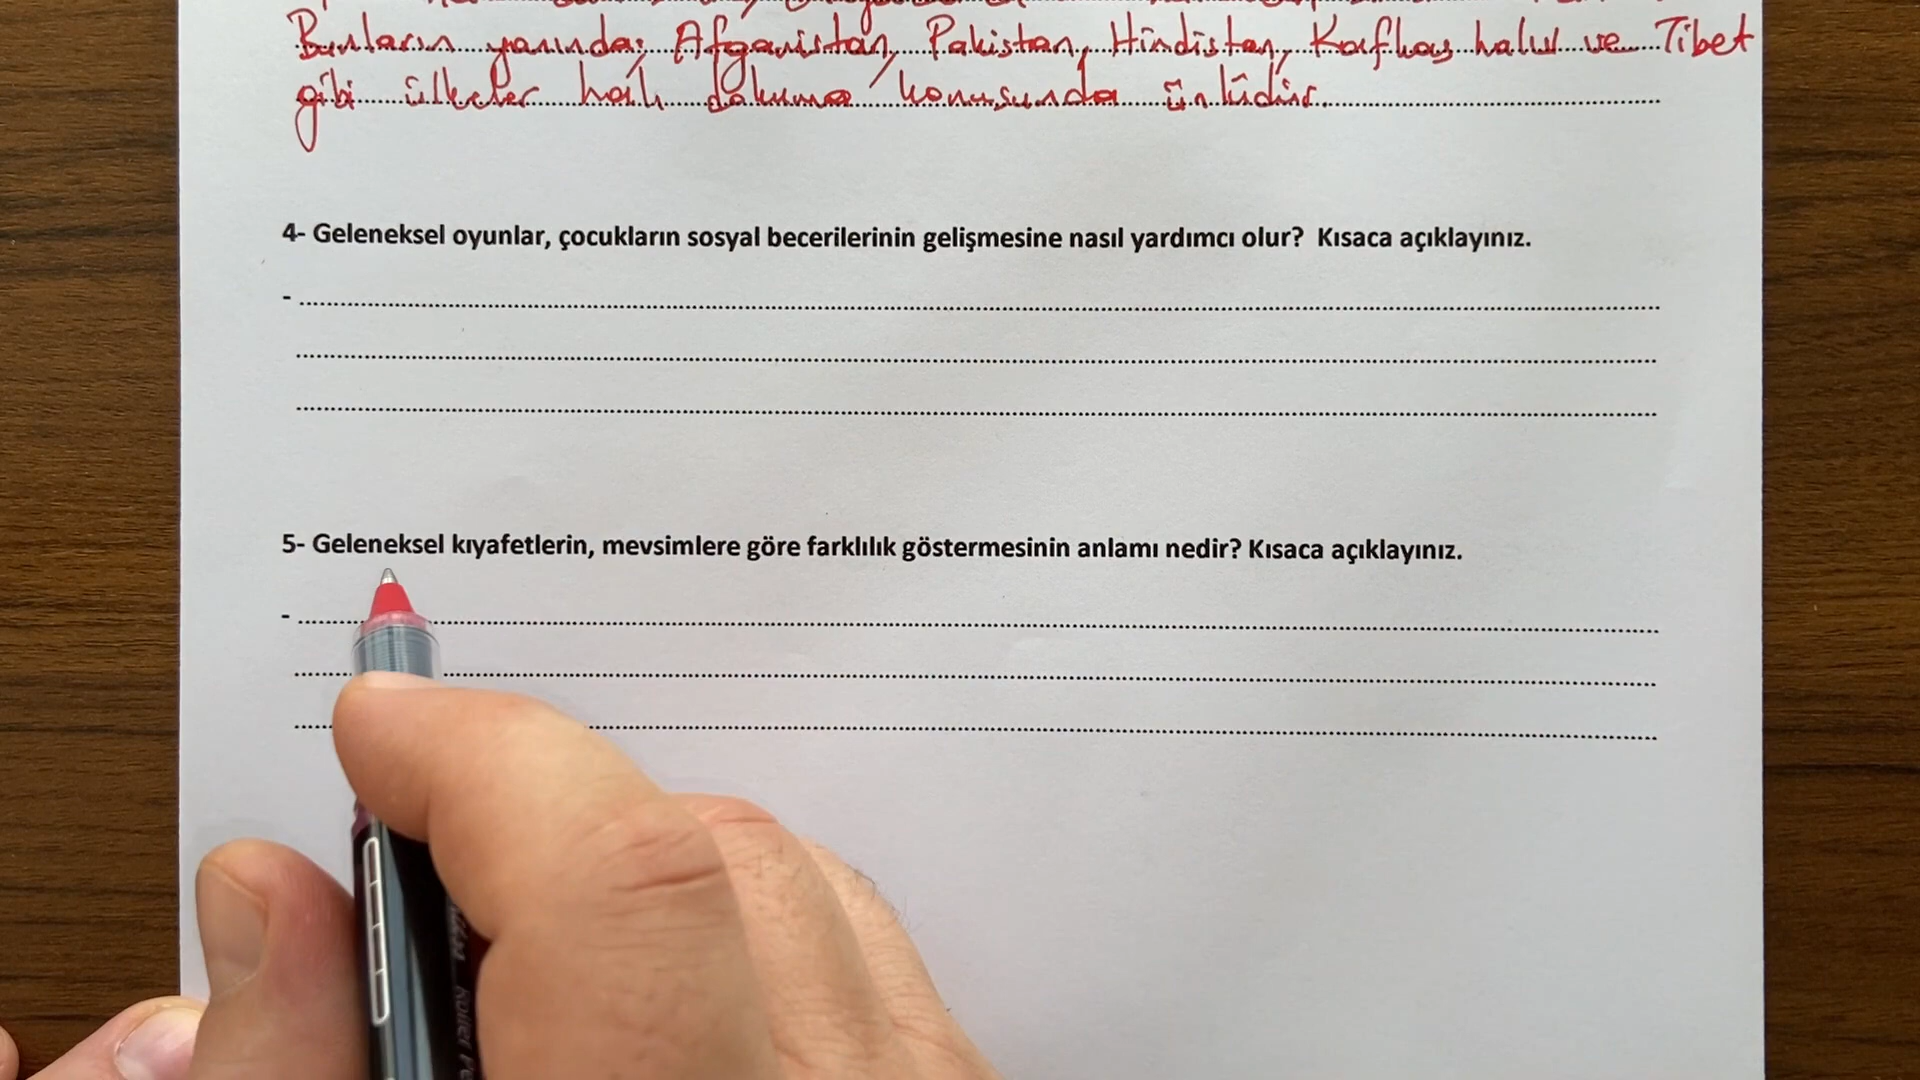 Bunların yanında; Afganistan, Pakistan, Hindistan, Kafkas halısı ve Tibet
gibi ülkeler halı dokuma konusunda ünlüdür.
4- Geleneksel oyunlar, çocukların sosyal becerilerinin gelişmesine nasıl yardımcı olur? Kısaca açıklayınız.
-
5- Geleneksel kıyafetlerin, mevsimlere göre farklılık göstermesinin anlamı nedir? Kısaca açıklayınız.
-